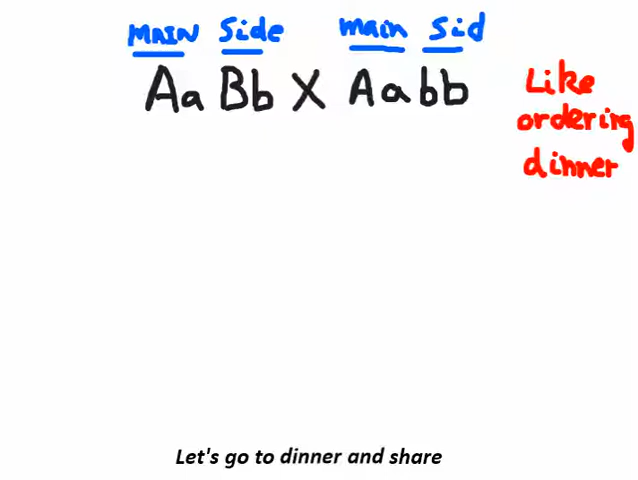 MAIN Side main Sid
Aa Bb X Aabb
Like
ordering
dinner
Let's go to dinner and share